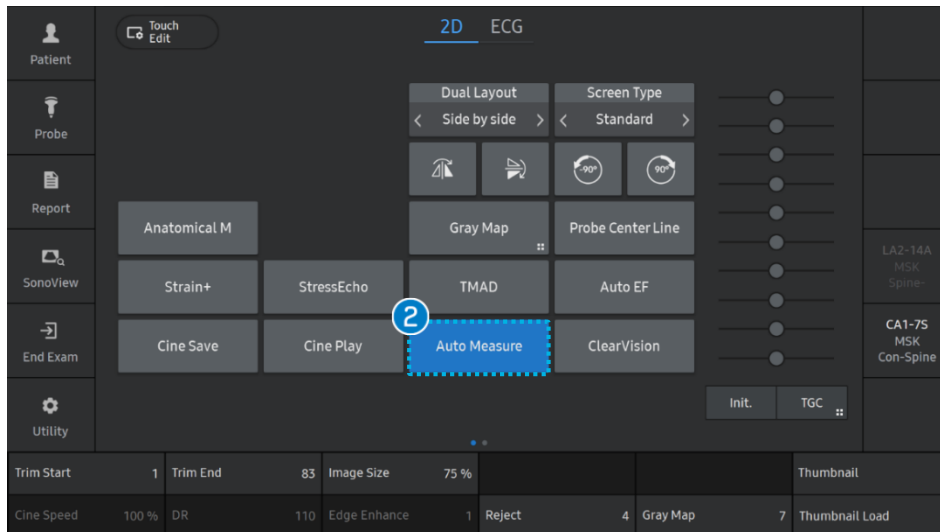 Patient
Touch
Edit
2D
ECG
Probe
Dual Layout
Side by side
Screen Type
Standard
-90°
90°
Report
Anatomical M
Gray Map
Probe Center Line
SonoView
Strain+
StressEcho
TMAD
Auto EF
LA2-14A
MSK
Spine-
2
End Exam
Cine Save
Cine Play
Auto Measure
ClearVision
CA1-7S
MSK
Con-Spine
Utility
Init.
TGC
Trim Start 1
Trim End 83
Image Size 75 %
Thumbnail
Cine Speed 100 %
DR 110
Edge Enhance 1
Reject 4
Gray Map 7
Thumbnail Load